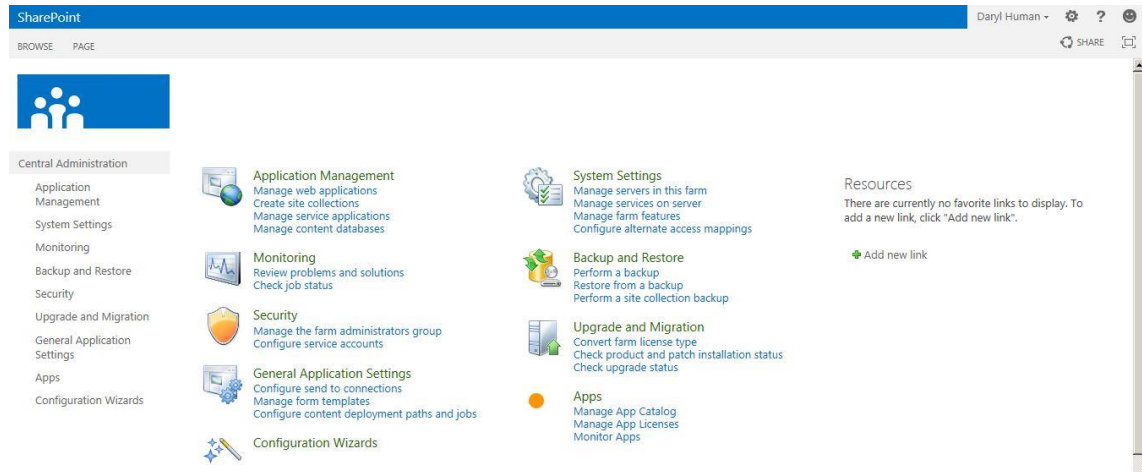 SharePoint
Daryl Human
?
BROWSE PAGE
SHARE
Central Administration
Application
Management
System Settings
Monitoring
Backup and Restore
Security
Upgrade and Migration
General Application
Settings
Apps
Configuration Wizards
Application Management
Manage web applications
Create site collections
Manage service applications
Manage content databases
Monitoring
Review problems and solutions
Check job status
Security
Manage the farm administrators group
Configure service accounts
General Application Settings
Configure send to connections
Manage form templates
Configure content deployment paths and jobs
Configuration Wizards
System Settings
Manage servers in this farm
Manage services on server
Manage farm features
Configure alternate access mappings
Backup and Restore
Perform a backup
Restore from a backup
Perform a site collection backup
Upgrade and Migration
Convert farm license type
Check product and patch installation status
Check upgrade status
Apps
Manage App Catalog
Manage App Licenses
Monitor Apps
Resources
There are currently no favorite links to display. To
add a new link, click "Add new link".
Add new link